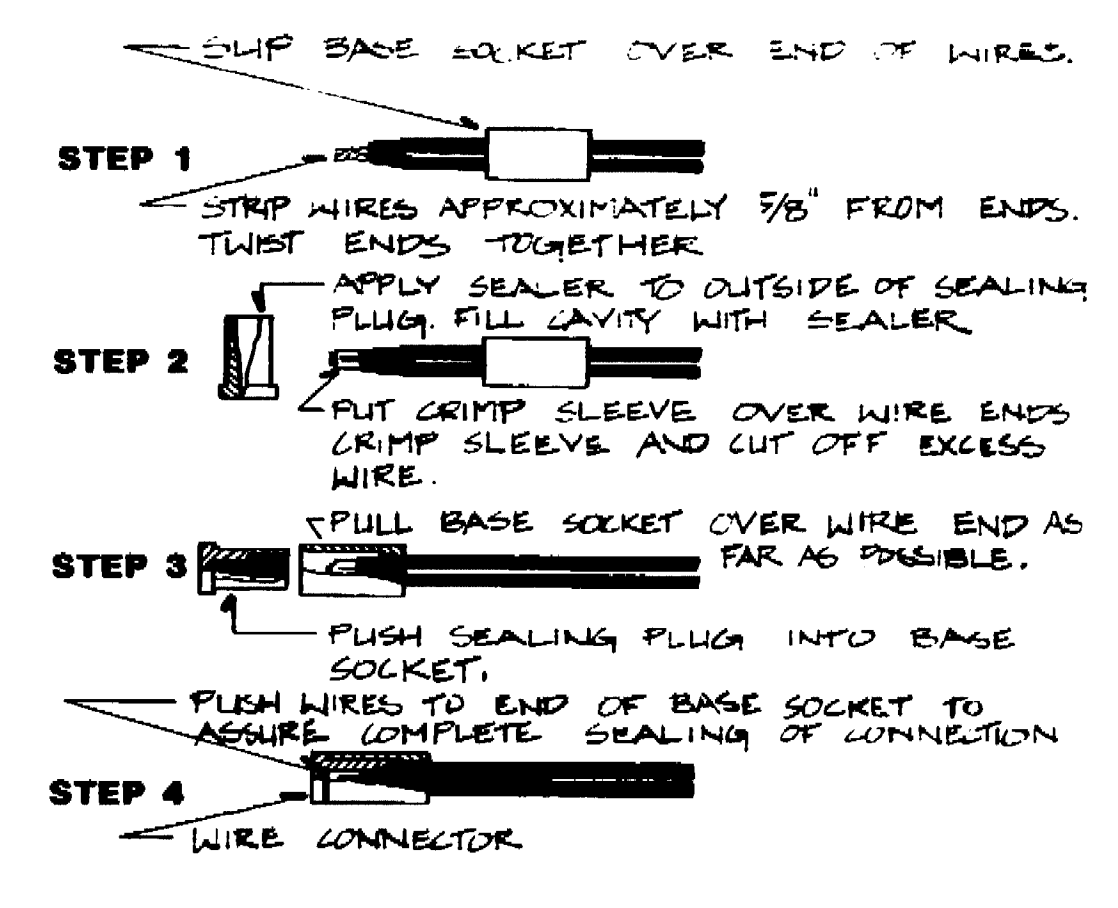 SLIP BASE SOCKET OVER END OF WIRES.
STEP 1
STRIP WIRES APPROXIMATELY 5/8" FROM ENDS.
TWIST ENDS TOGETHER
APPLY SEALER TO OUTSIDE OF SEALING
PLUG. FILL CAVITY WITH SEALER
STEP 2
PUT CRIMP SLEEVE OVER WIRE ENDS
CRIMP SLEEVE AND CUT OFF EXCESS
WIRE.
PULL BASE SOCKET OVER WIRE END AS
FAR AS POSSIBLE.
STEP 3
PUSH SEALING PLUG INTO BASE
SOCKET.
PUSH WIRES TO END OF BASE SOCKET TO
ASSURE COMPLETE SEALING OF CONNECTION
STEP 4
WIRE CONNECTOR